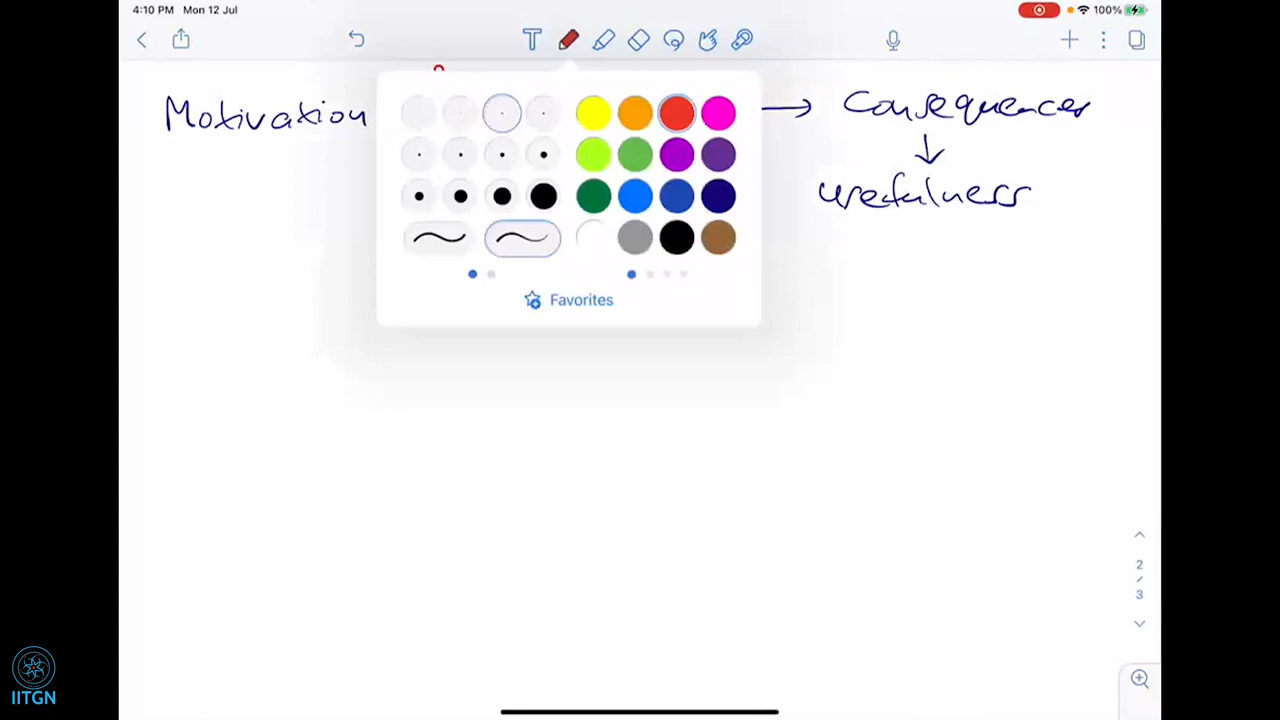 4:10 PM Mon 12 Jul 100%
T
Motivation → Consequences
↓
usefulness
Favorites
2
/
3
IITGN